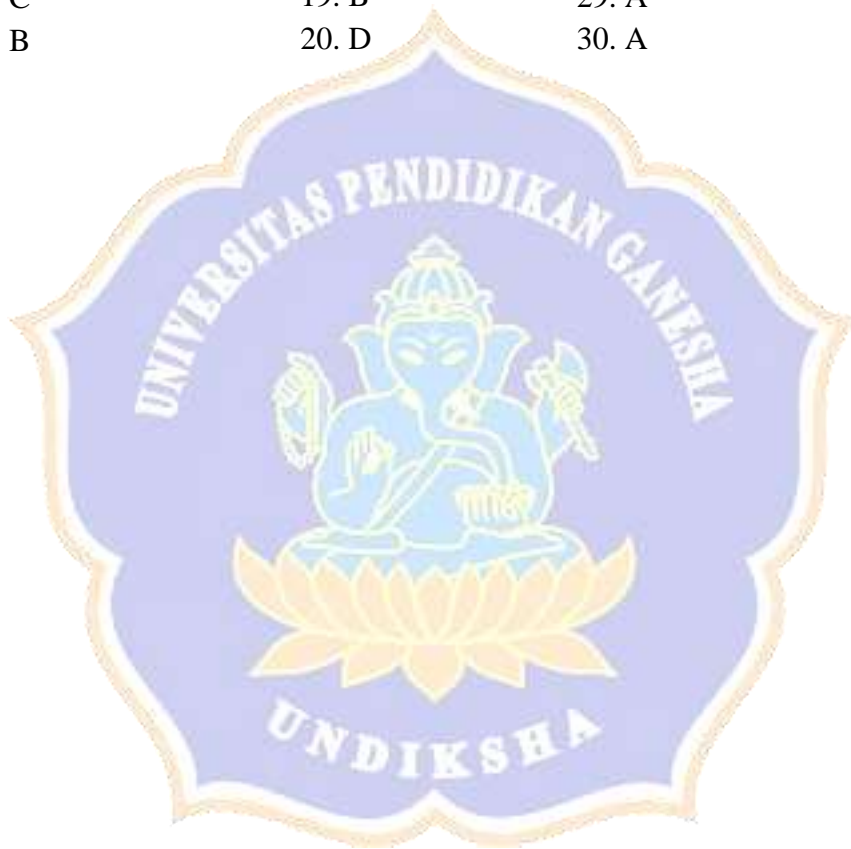 C 19. B 29. A
B 20. D 30. A
UNIVERSITAS PENDIDIKAN GANESHA
UNDIKSHA